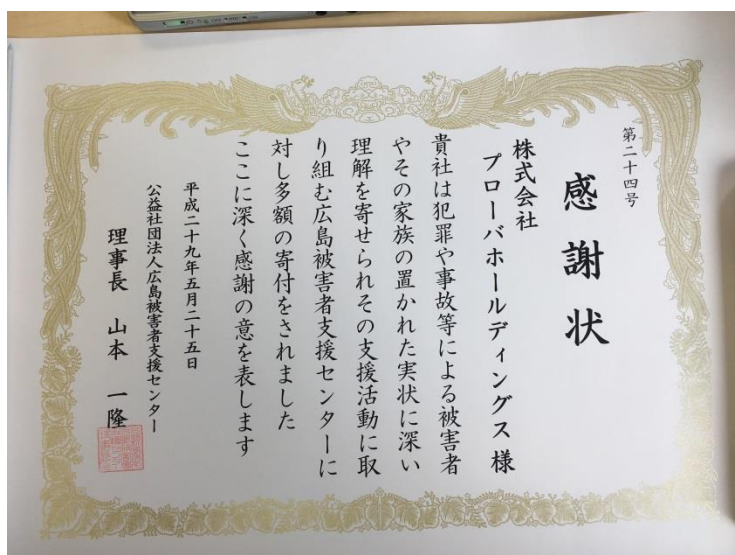 第二十四号
感謝状
株式会社
プローバホールディングス様
貴社は犯罪や事故等による被害者
やその家族の置かれた実状に深い
理解を寄せられその支援活動に取
り組む広島被害者支援センターに
対し多額の寄付をされました
ここに深く感謝の意を表します
平成二十九年五月二十五日
公益社団法人広島被害者支援センター
理事長 山本 一隆